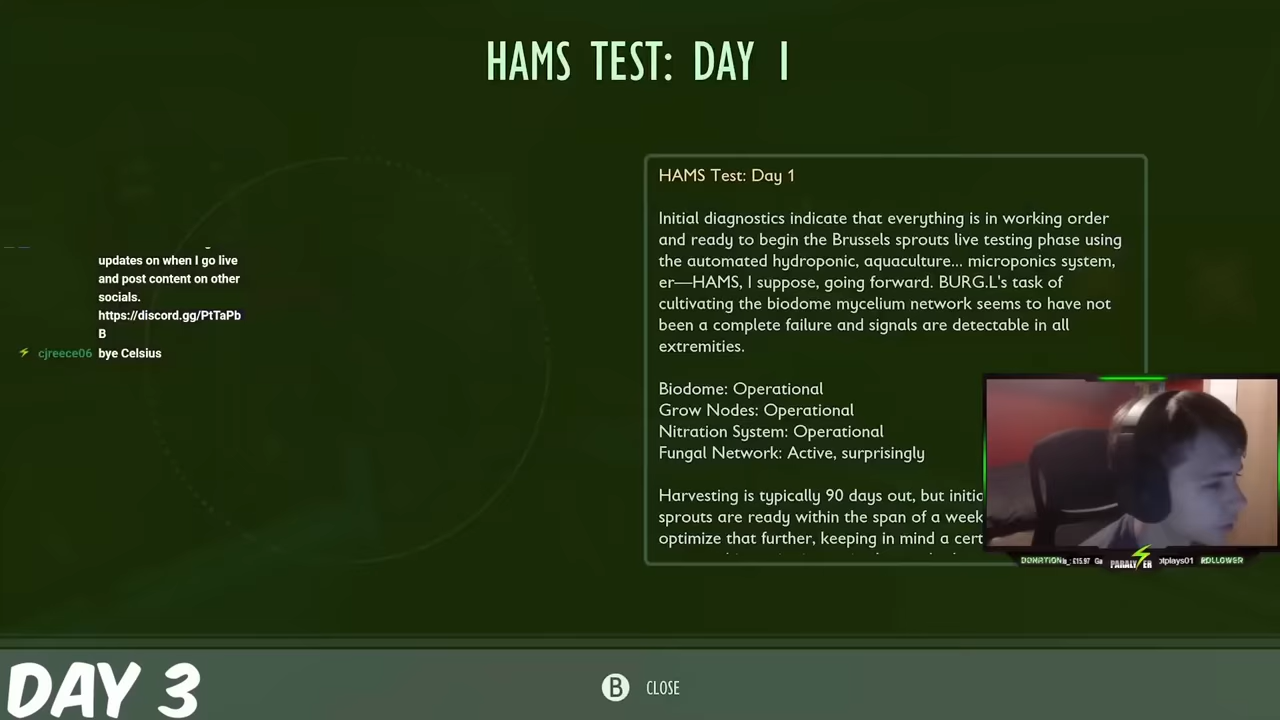 HAMS TEST: DAY 1
HAMS Test: Day 1
Initial diagnostics indicate that everything is in working order
and ready to begin the Brussels sprouts live testing phase using
the automated hydroponic, aquaculture... microponics system,
er—HAMS, I suppose, going forward. BURG.L's task of
cultivating the biodome mycelium network seems to have not
been a complete failure and signals are detectable in all
extremities.
Biodome: Operational
Grow Nodes: Operational
Nitration System: Operational
Fungal Network: Active, surprisingly
Harvesting is typically 90 days out, but
sprouts are ready within the span of a week
optimize that further, keeping in mind a
updates on when I go live
and post content on other
socials.
https://discord.gg/PtTaPb
B
cjreece06 bye Celsius
DONATION: £15.97
PARALYZER
otplays01 FOLLOWER
DAY 3
B CLOSE